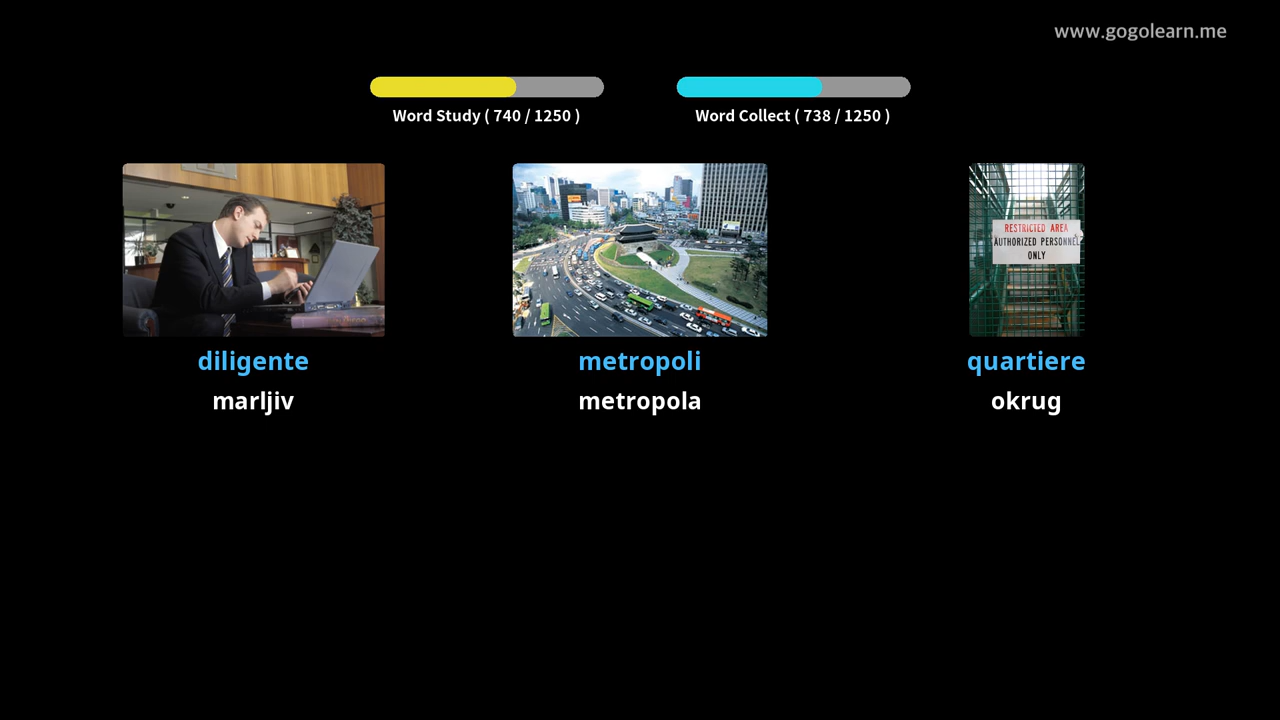 www.gogolearn.me
Word Study ( 740 / 1250 )
Word Collect ( 738 / 1250 )
RESTRICTED AREA
AUTHORIZED PERSONNEL
ONLY
diligente
metropoli
quartiere
marljiv
metropola
okrug